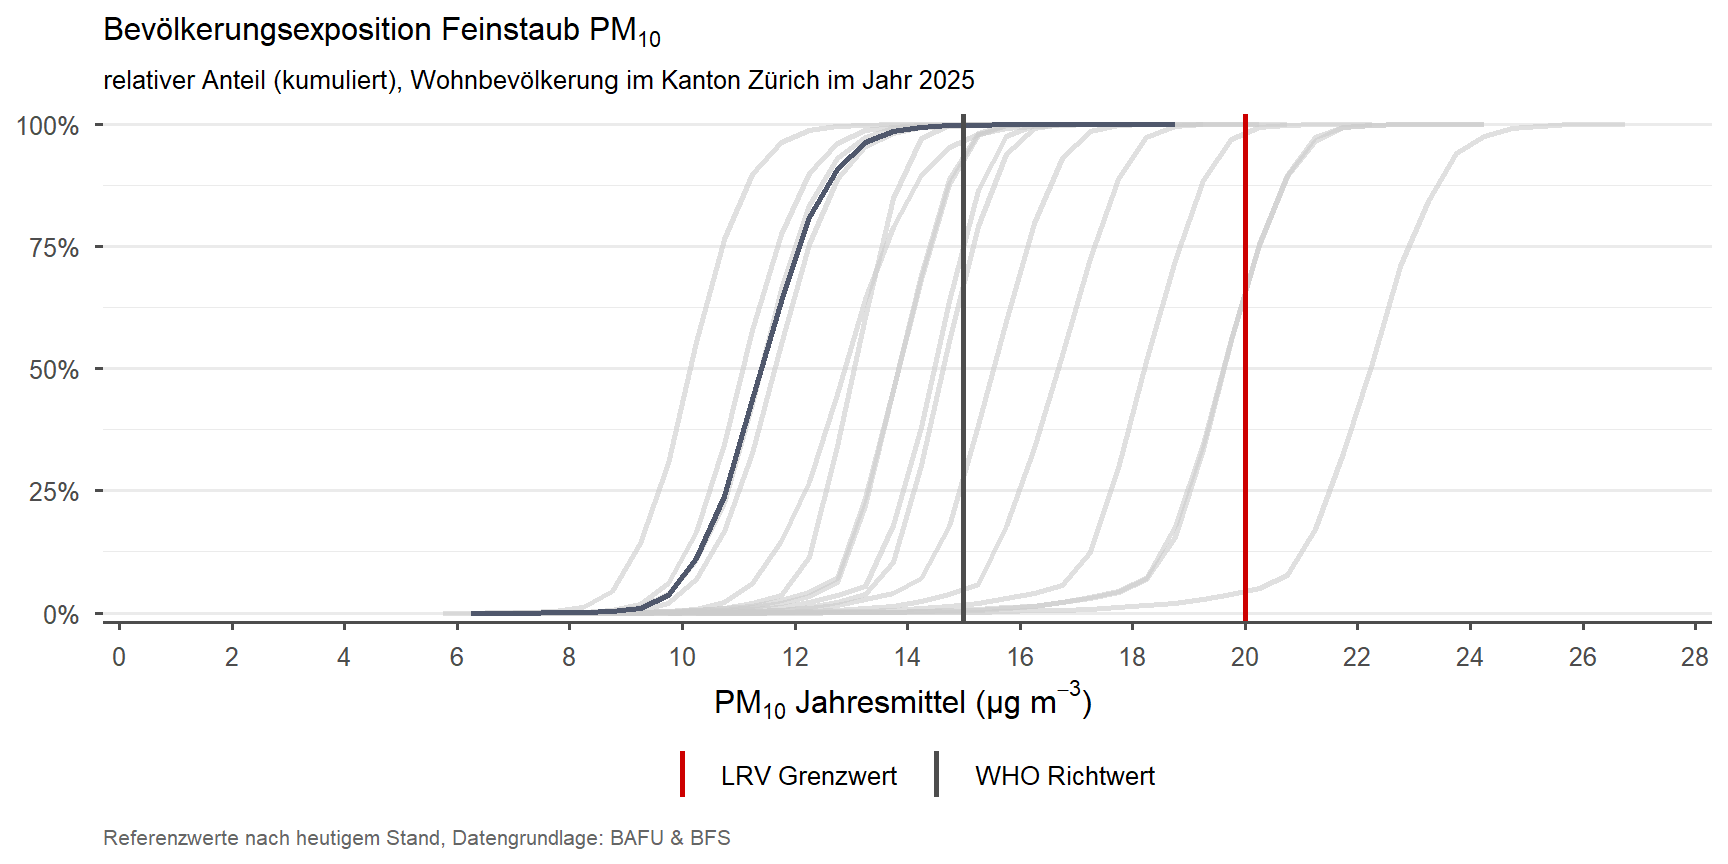 Bevölkerungsexposition Feinstaub PM₁₀
relativer Anteil (kumuliert), Wohnbevölkerung im Kanton Zürich im Jahr 2025
100%
75%
50%
25%
0%
0 2 4 6 8 10 12 14 16 18 20 22 24 26 28
PM₁₀ Jahresmittel (µg m⁻³)
LRV Grenzwert WHO Richtwert
Referenzwerte nach heutigem Stand, Datengrundlage: BAFU & BFS